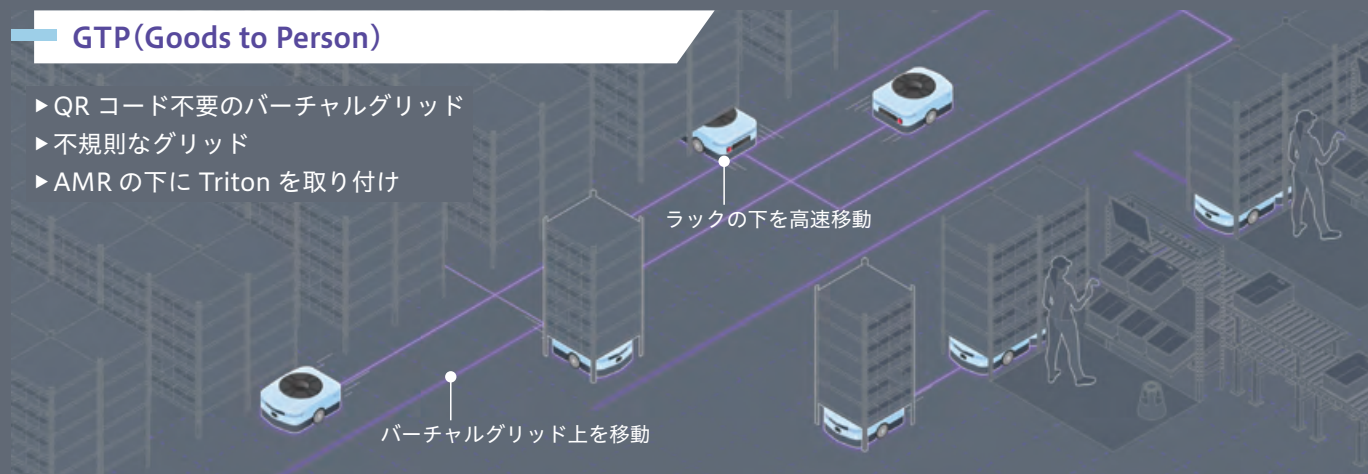 GTP（Goods to Person）
▶QR コード不要のバーチャルグリッド
▶不規則なグリッド
▶AMR の下に Triton を取り付け
ラックの下を高速移動
バーチャルグリッド上を移動